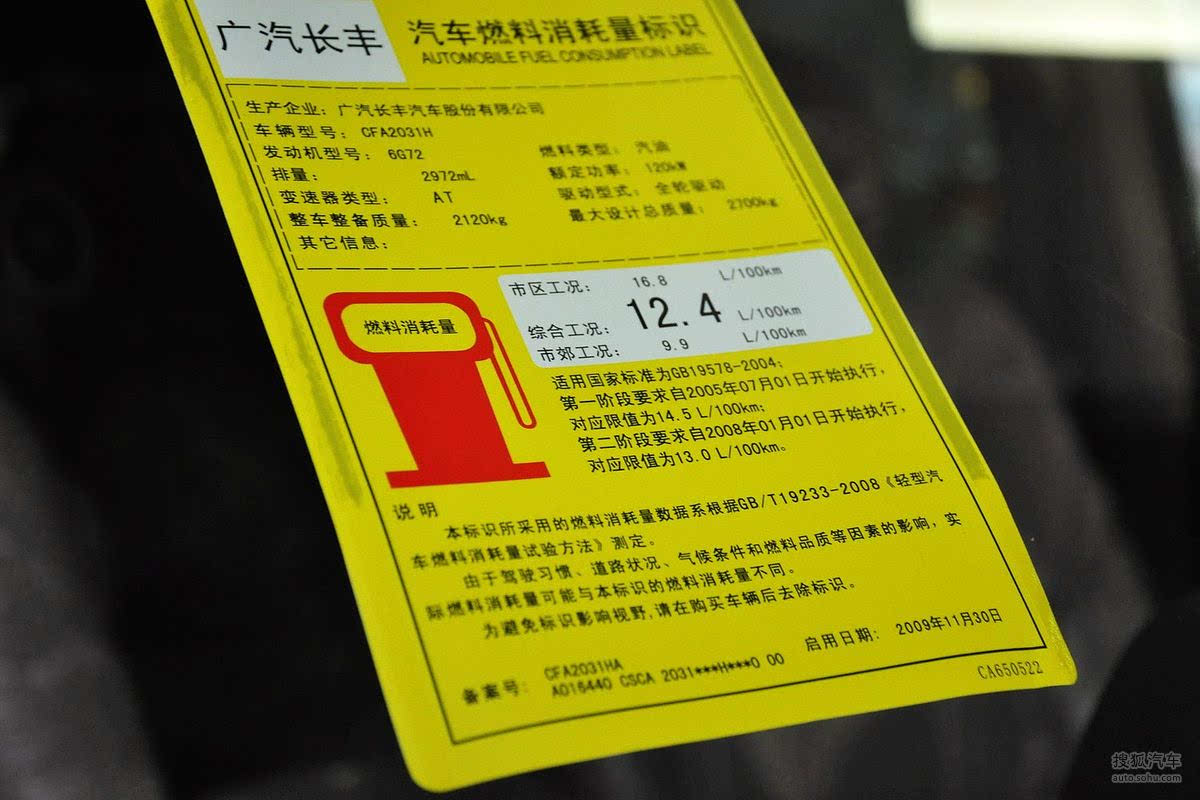 广汽长丰
汽车燃料消耗量标识
AUTOMOBILE FUEL CONSUMPTION LABEL
生产企业：广汽长丰汽车股份有限公司
车辆型号：CFA2031H
发动机型号：6G72 燃料类型：汽油
排量：2972mL 额定功率：120kW
变速器类型：AT 驱动型式：全轮驱动
整车整备质量：2120kg 最大设计总质量：2700kg
其它信息：
燃料消耗量
市区工况：16.8 L/100km
综合工况：12.4 L/100km
市郊工况：9.9 L/100km
适用国家标准为GB19578-2004；
第一阶段要求自2005年07月01日开始执行，
对应限值为14.5 L/100km；
第二阶段要求自2008年01月01日开始执行，
对应限值为13.0 L/100km。
说明
本标识所采用的燃料消耗量数据系根据GB/T19233-2008《轻型汽
车燃料消耗量试验方法》测定。
由于驾驶习惯、道路状况、气候条件和燃料品质等因素的影响，实
际燃料消耗量可能与本标识的燃料消耗量不同。
为避免标识影响视野,请在购买车辆后去除标识。
备案号：CFA2031HA
A016440 CSCA 2031***H***0 00
启用日期：2009年11月30日
CA650522
搜狐汽车
auto.sohu.com